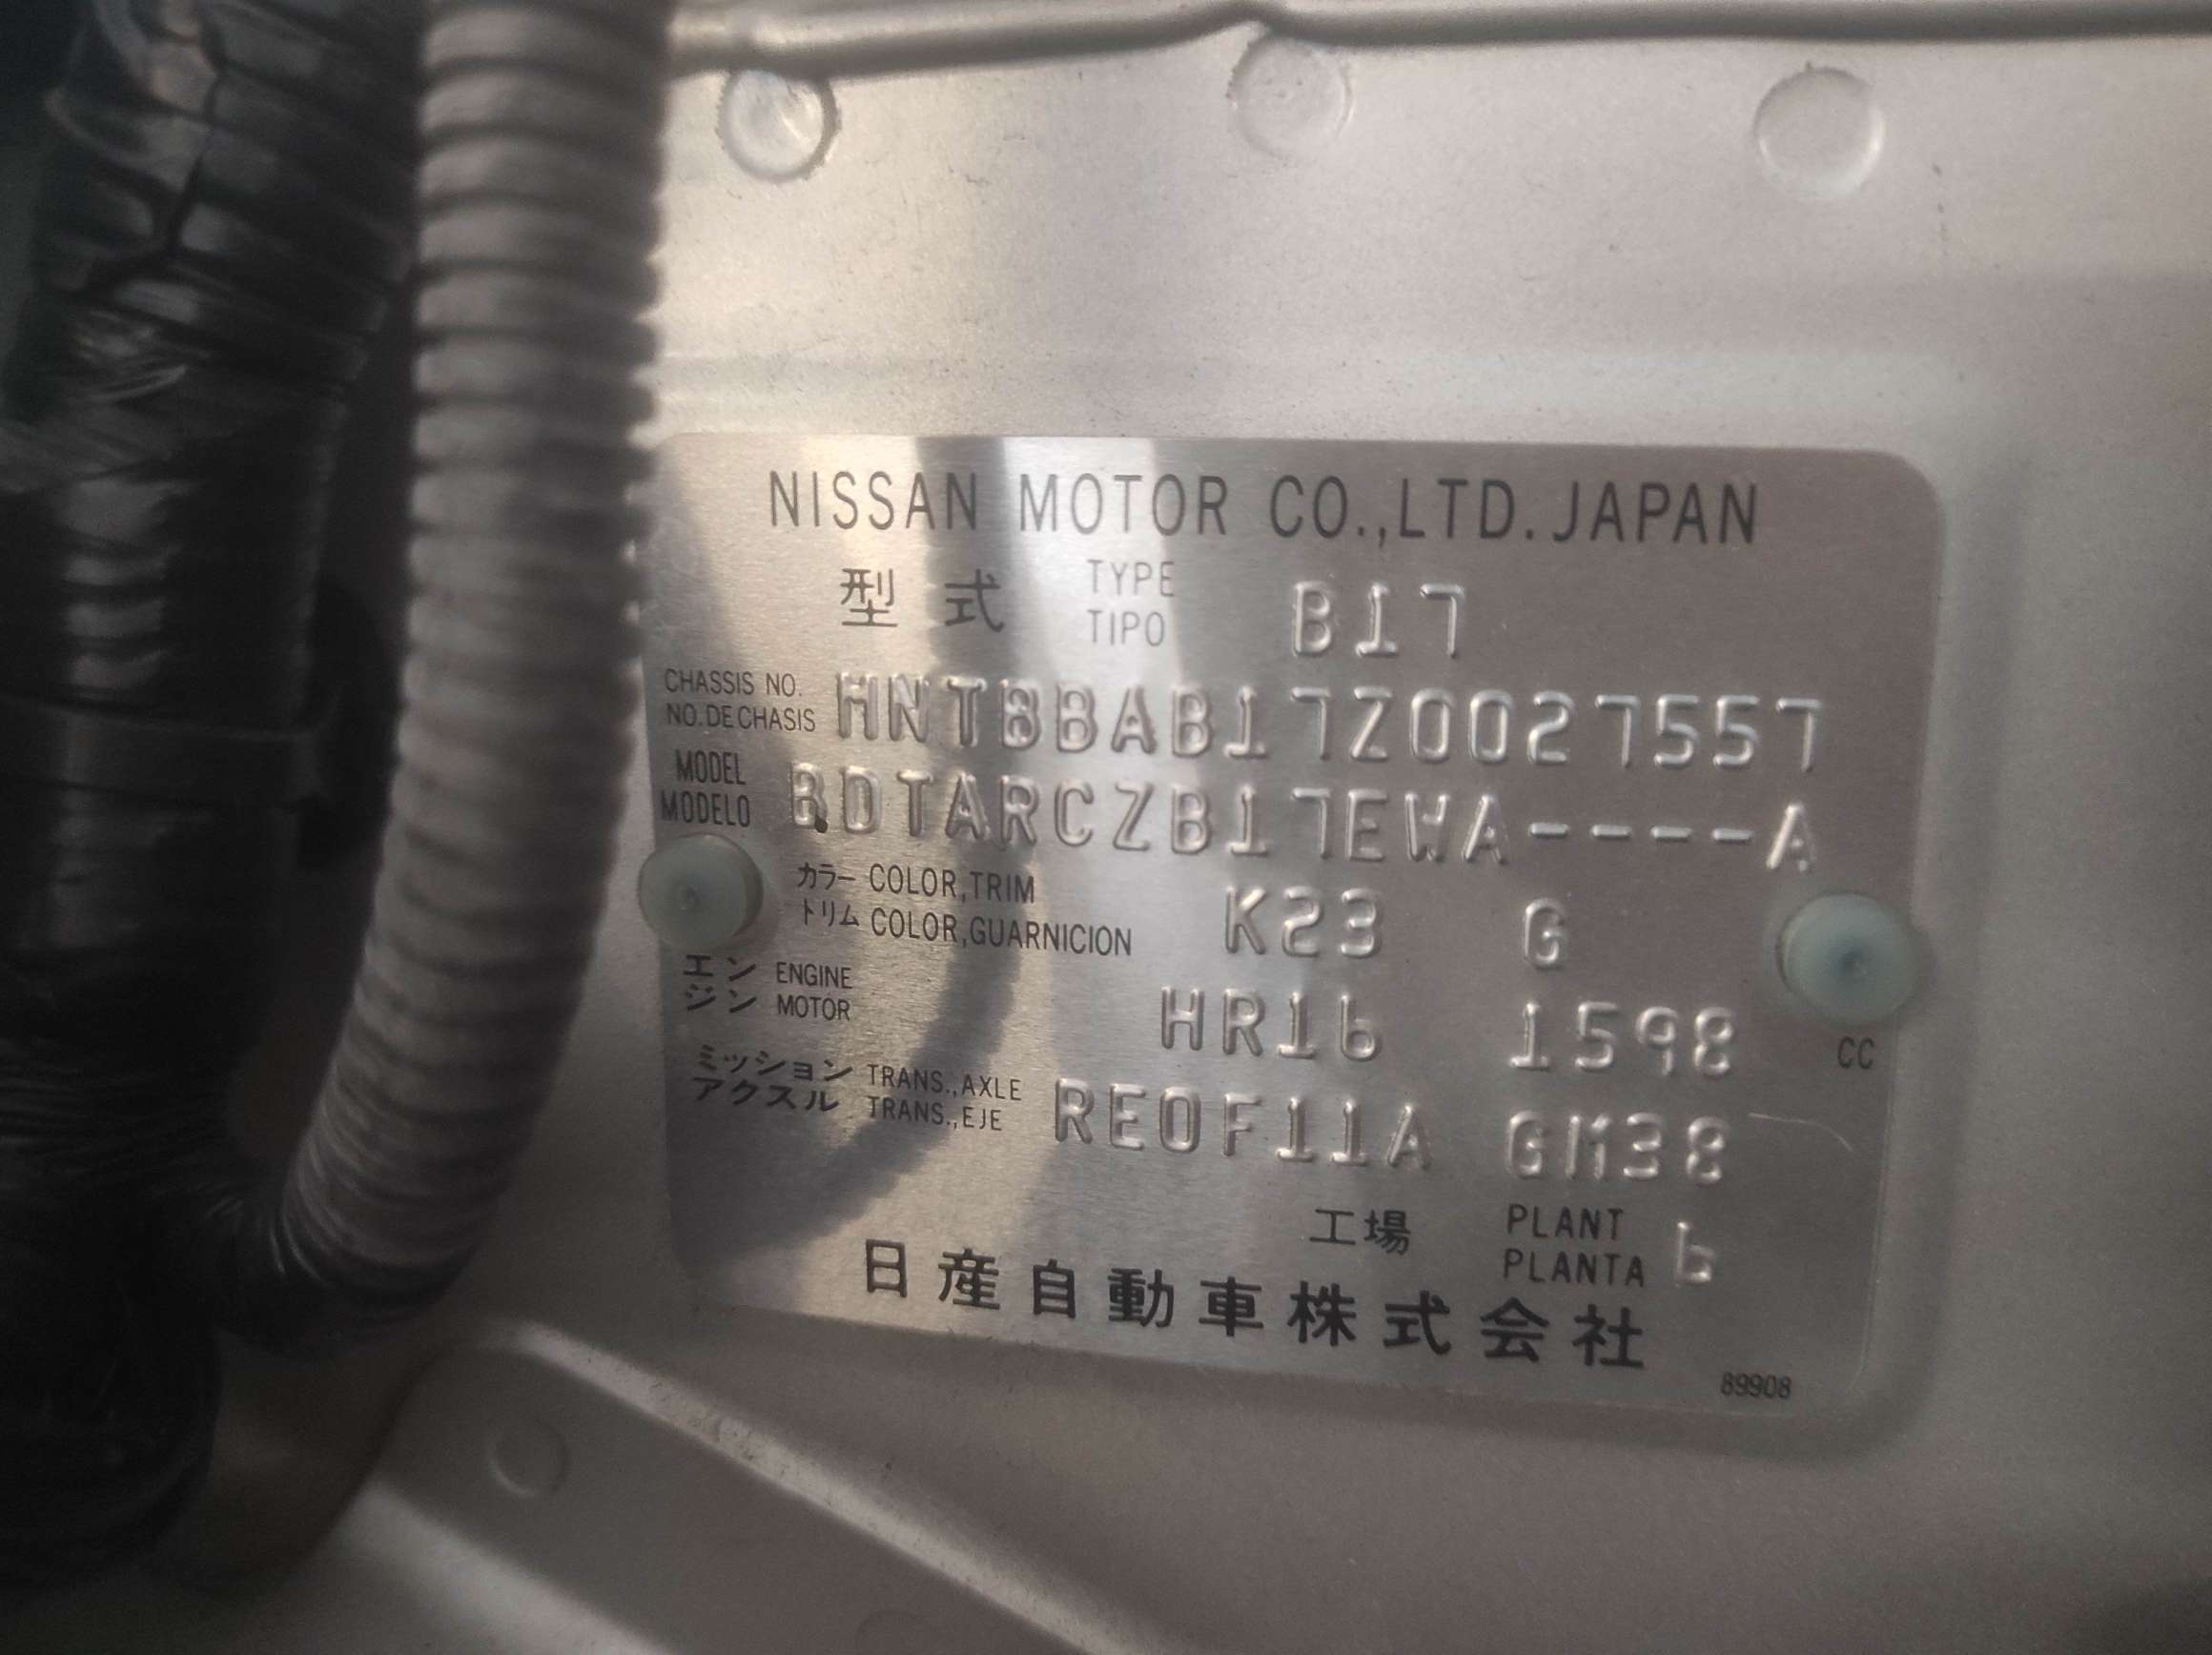 NISSAN MOTOR CO.,LTD.JAPAN
型式 TYPE TIPO B17
CHASSIS NO. NO.DE CHASIS HNTBBAB17Z0027557
MODEL MODELO BDTARCZB17EWA----A
カラー COLOR,TRIM
トリム COLOR,GUARNICION K23 G
エンジン ENGINE MOTOR HR16 1598 CC
ミッション TRANS.,AXLE
アクスル TRANS.,EJE RE0F11A GM38
工場 PLANT PLANTA 6
日産自動車株式会社
89908